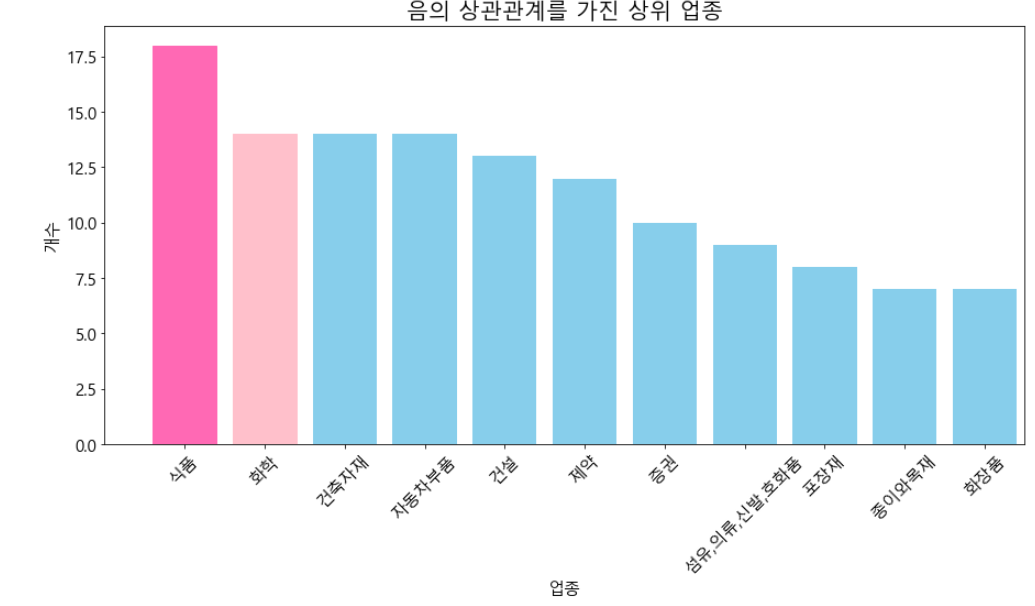 음의 상관관계를 가진 상위 업종
개수
17.5
15.0
12.5
10.0
7.5
5.0
2.5
0.0
식품
화학
건축자재
자동차부품
건설
제약
증권
섬유,의류,신발,호화품
포장재
종이와목재
화장품
업종